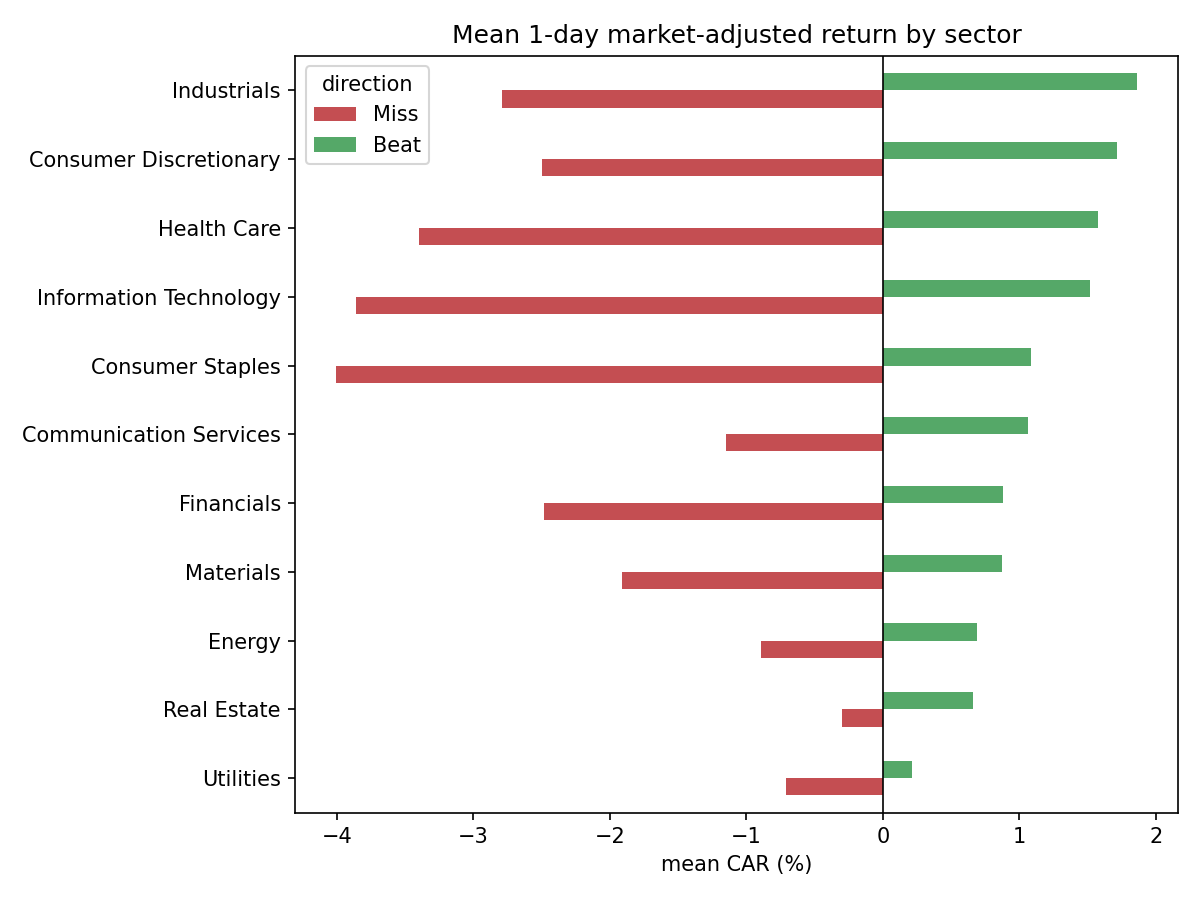 Mean 1-day market-adjusted return by sector
direction
Miss
Beat
Industrials
Consumer Discretionary
Health Care
Information Technology
Consumer Staples
Communication Services
Financials
Materials
Energy
Real Estate
Utilities
−4 −3 −2 −1 0 1 2
mean CAR (%)